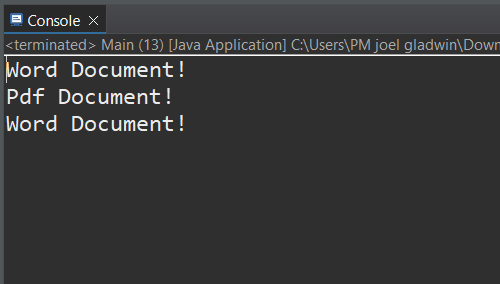 Console
<terminated> Main (13) [Java Application] C:\Users\PM joel gladwin\Down
Word Document!
Pdf Document!
Word Document!